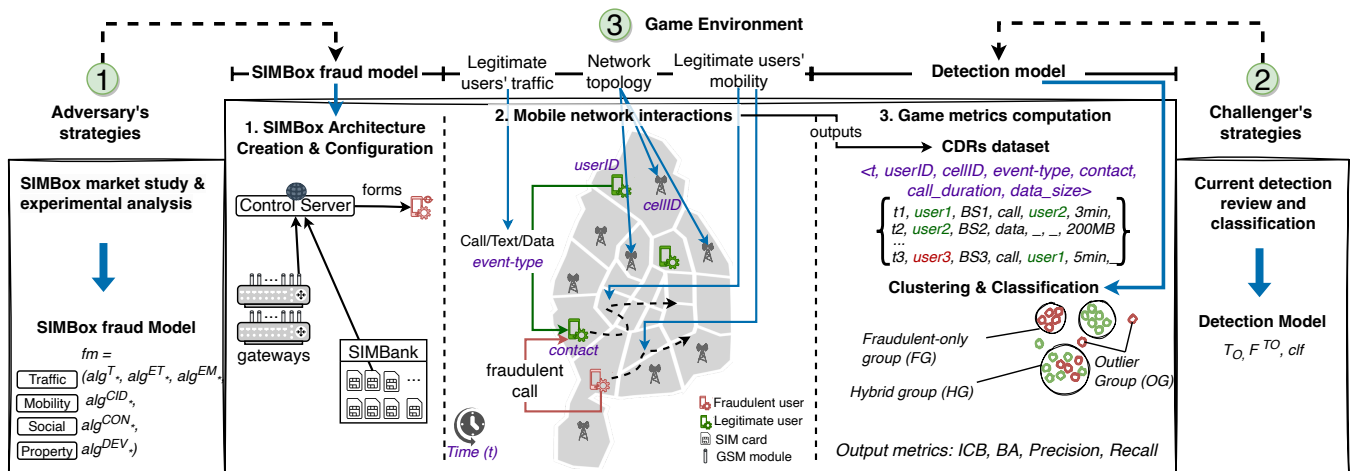 3 Game Environment
1
Adversary's
strategies
SIMBox fraud model
Legitimate
users' traffic
Network
topology
Legitimate users'
mobility
Detection model
2
Challenger's
strategies
SIMBox market study &
experimental analysis
SIMBox fraud Model
fm =
Traffic (alg^T*, alg^ET*, alg^EM*,
Mobility alg^CID*,
Social alg^CON*,
Property alg^DEV*)
1. SIMBox Architecture
Creation & Configuration
Control Server
forms
gateways
SIMBank
...
2. Mobile network interactions
userID
cellID
Call/Text/Data
event-type
contact
fraudulent
call
Time (t)
Fraudulent user
Legitimate user
SIM card
GSM module
outputs
3. Game metrics computation
CDRs dataset
<t, userID, cellID, event-type, contact,
call_duration, data_size>
t1, user1, BS1, call, user2, 3min,_
t2, user2, BS2, data, _, _, 200MB
...
t3, user3, BS3, call, user1, 5min,_
Clustering & Classification
Fraudulent-only
group (FG)
Hybrid group (HG)
Outlier
Group (OG)
Output metrics: ICB, BA, Precision, Recall
Current detection
review and
classification
Detection Model
T_O, F^TO, clf